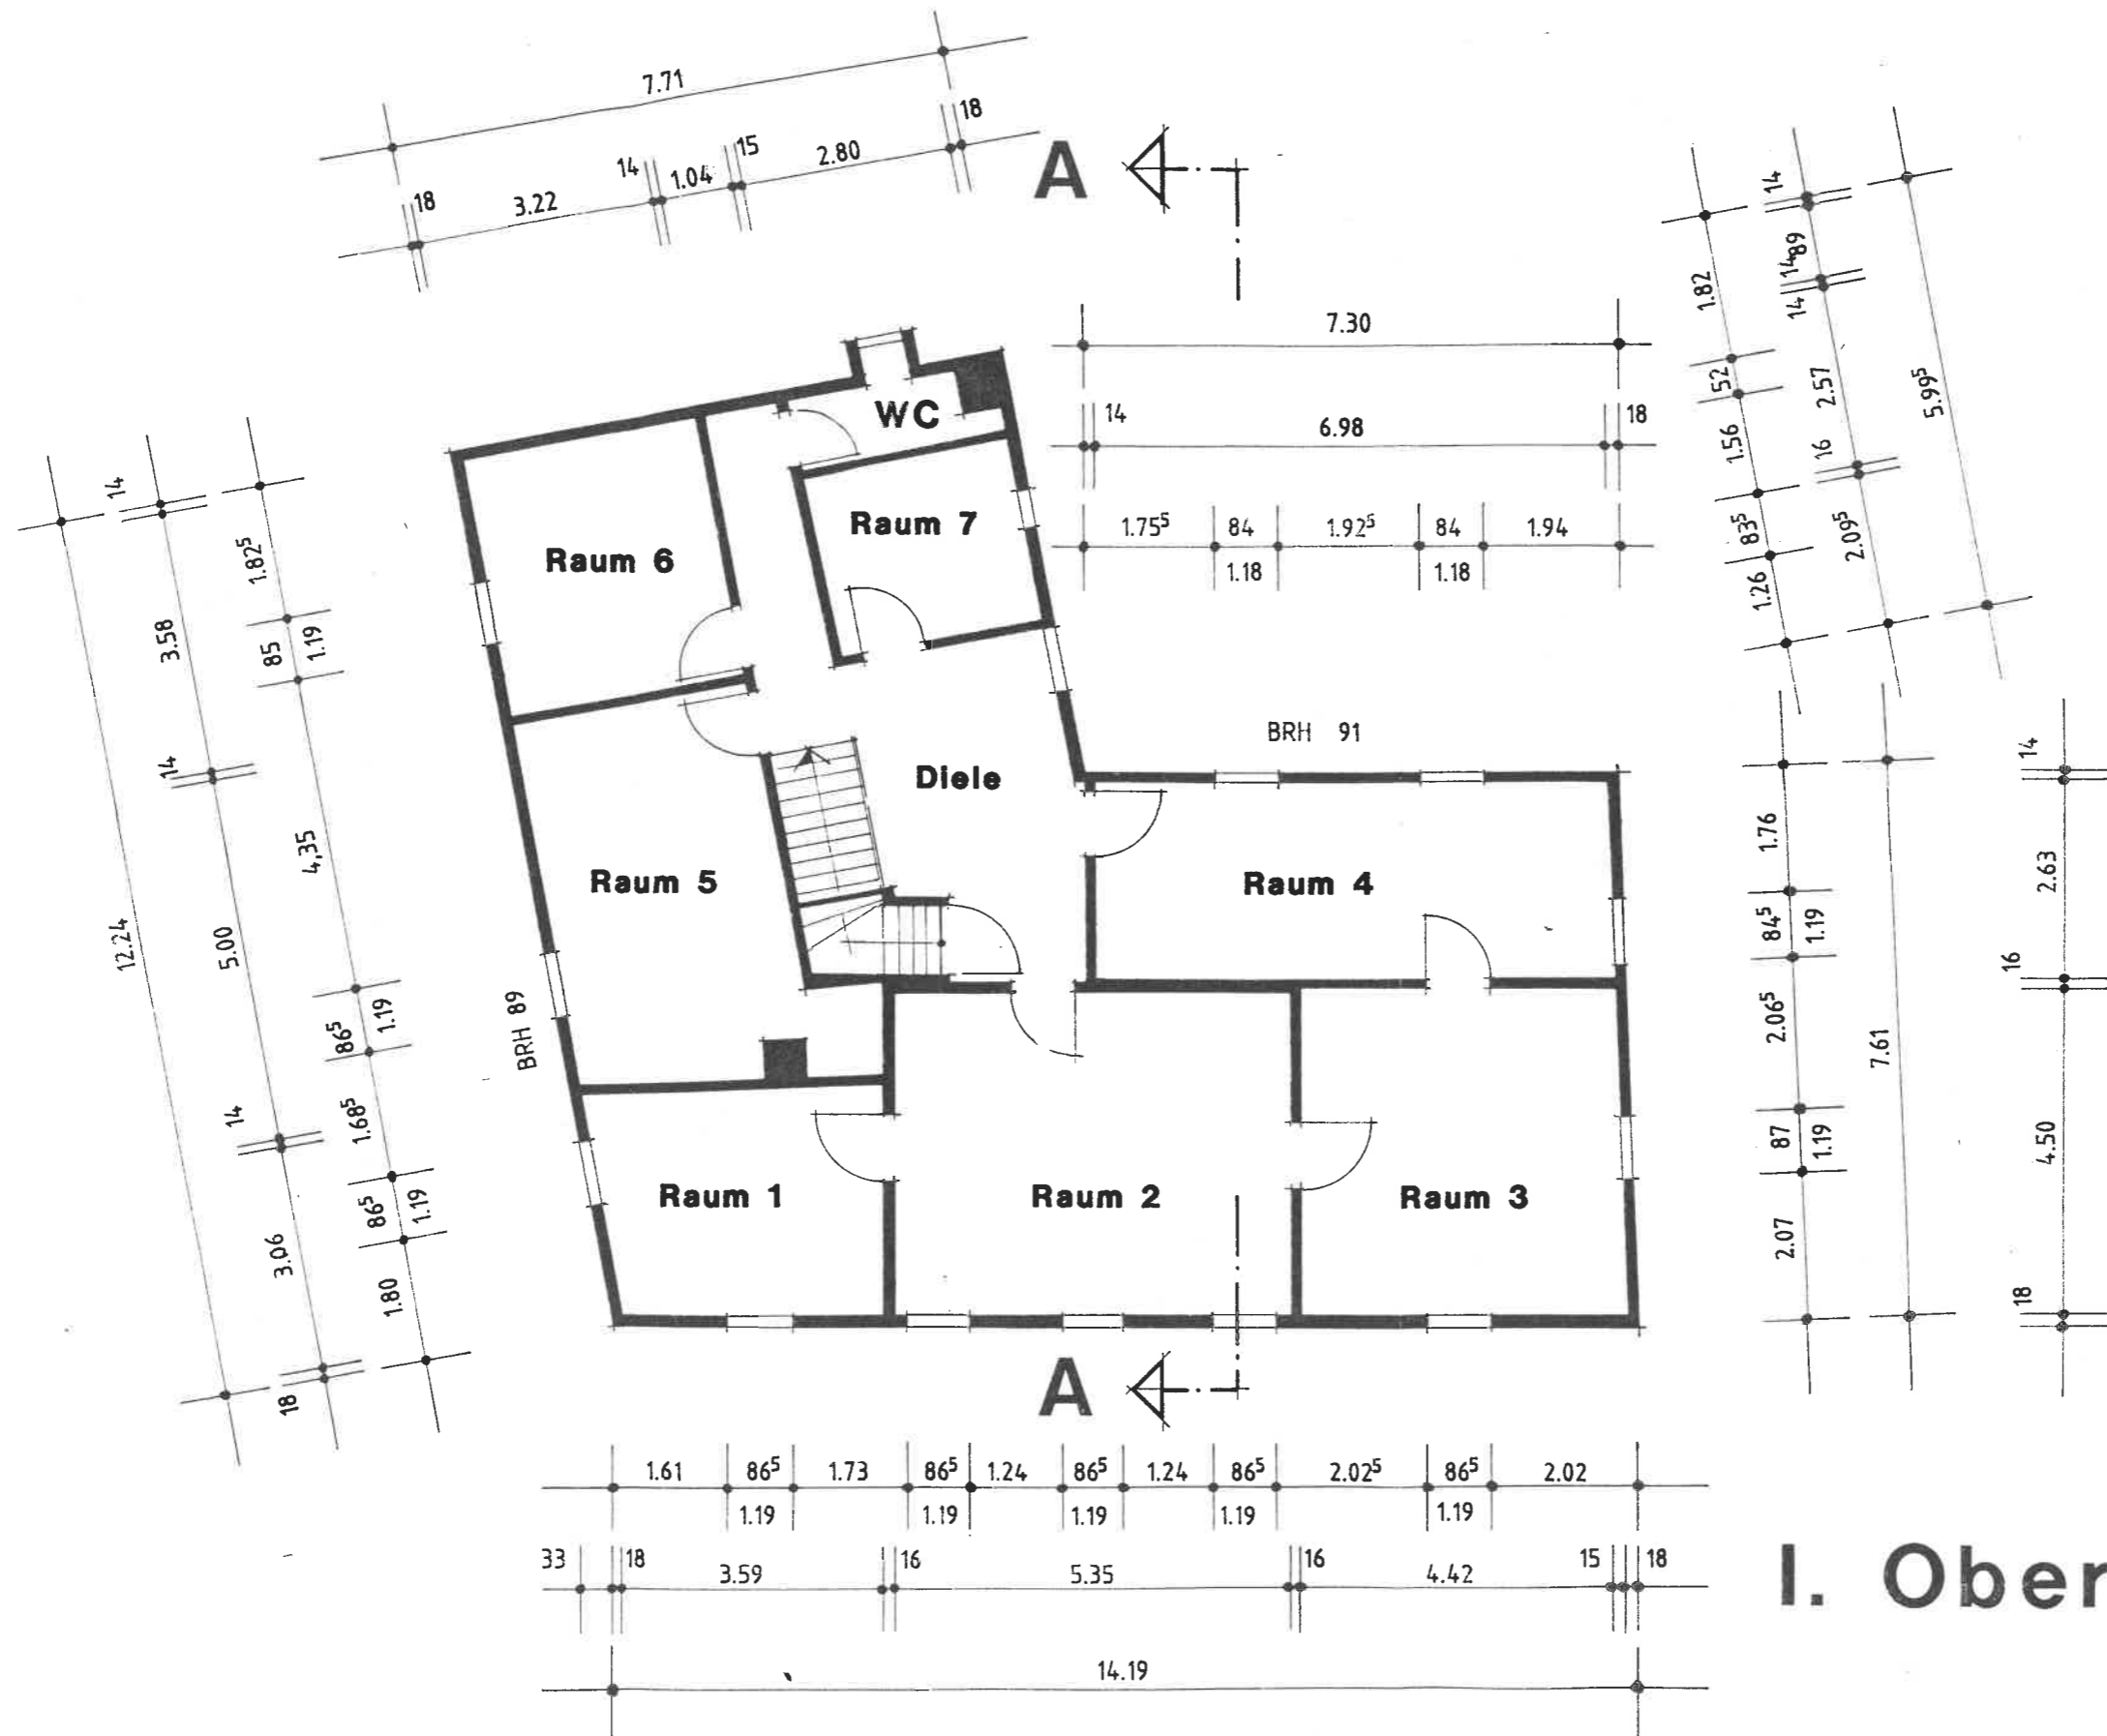 7.71
18 3.22 14 1.04 15 2.80 18
A
7.30
14 6.98 18
1.75⁵ 84 1.92⁵ 84 1.94
1.18 1.18
1.82 52 1.56 83⁵ 1.26
14 89 14 14 2.57 16 2.09⁵
5.99⁵
WC
Raum 7
Raum 6
BRH 91
Diele
Raum 5
Raum 4
BRH 89
Raum 1
Raum 2
Raum 3
12.24
14 3.58 14 5.00 14 3.06 18
1.82⁵ 85 4,35 86⁵ 1.68⁵ 86⁵ 1.80
1.19 1.19 1.19
1.76 84⁵ 2.06⁵ 87 2.07
1.19 1.19
7.61
14 2.63 16 4.50 18
A
1.61 86⁵ 1.73 86⁵ 1.24 86⁵ 1.24 86⁵ 2.02⁵ 86⁵ 2.02
1.19 1.19 1.19 1.19 1.19
33 18 3.59 16 5.35 16 4.42 15 18
14.19
I. Ober